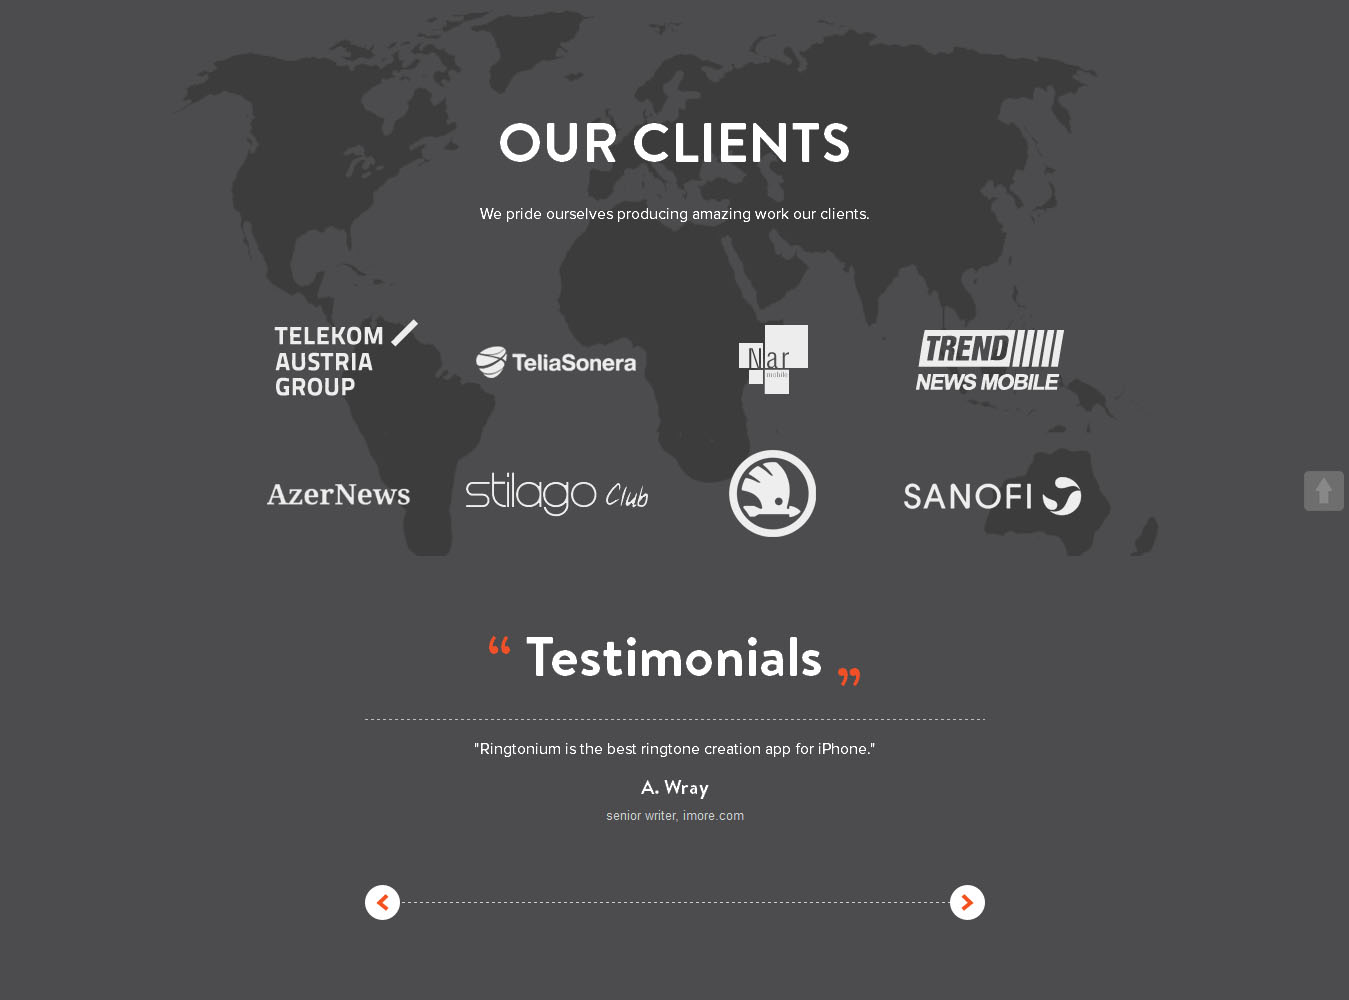 OUR CLIENTS
We pride ourselves producing amazing work our clients.
TELEKOM
AUSTRIA
GROUP
TeliaSonera
Nar
mobile
TREND
NEWS MOBILE
AzerNews
stilago Club
SANOFI
“ Testimonials ”
"Ringtonium is the best ringtone creation app for iPhone."
A. Wray
senior writer, imore.com